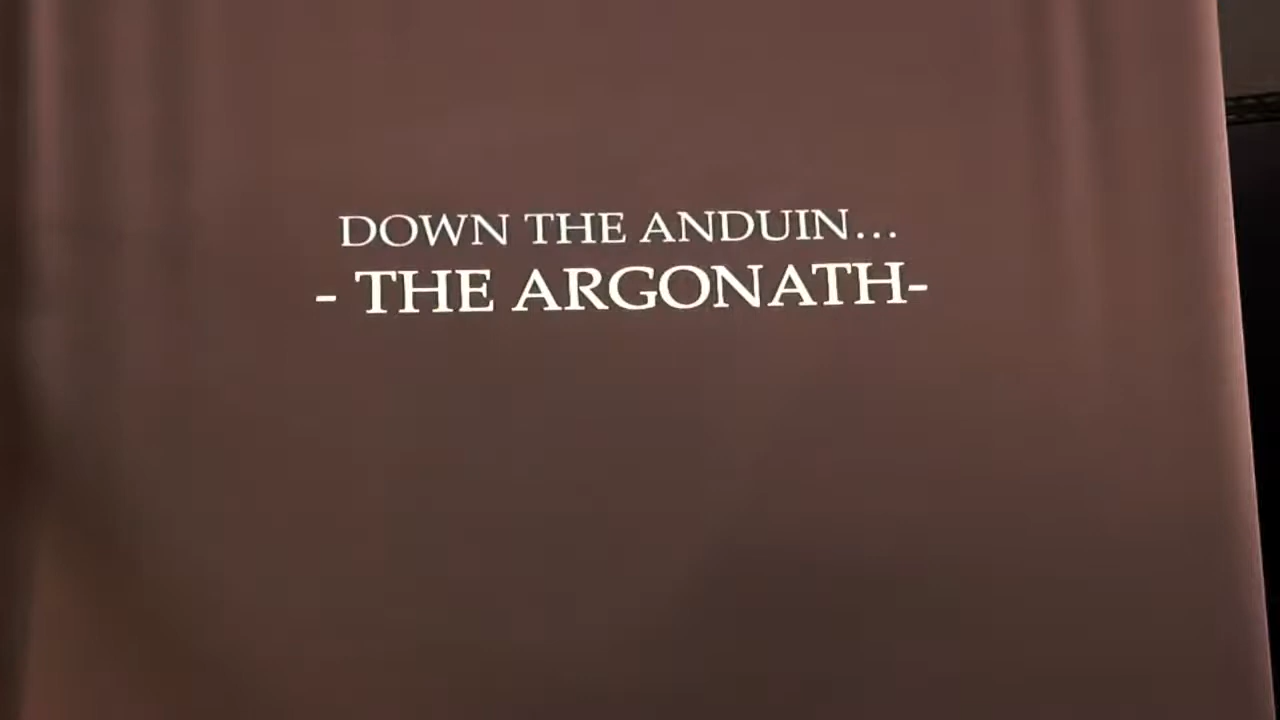 DOWN THE ANDUIN…
- THE ARGONATH-